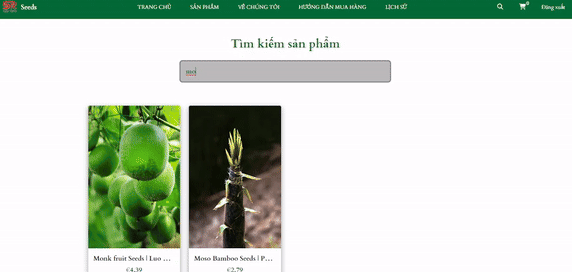 Seeds
TRANG CHỦ SẢN PHẨM VỀ CHÚNG TÔI HƯỚNG DẪN MUA HÀNG LỊCH SỬ
0 Đăng xuất
Tìm kiếm sản phẩm
Monk fruit Seeds | Luo ...
Moso Bamboo Seeds | P...
€4.39
€2.79